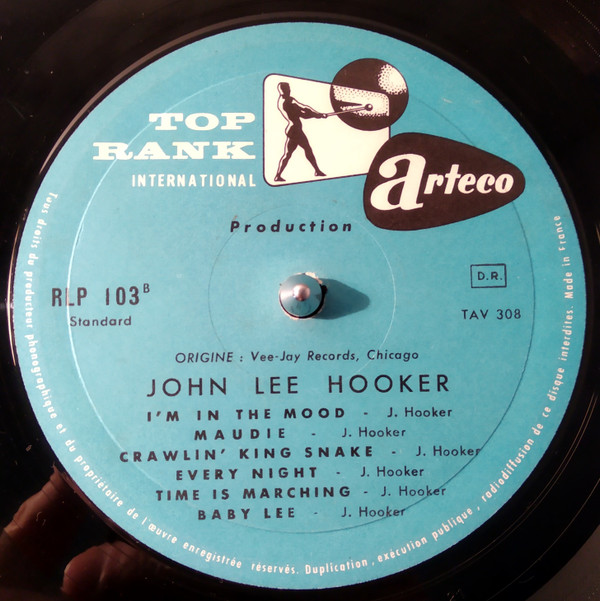 TOP
RANK
INTERNATIONAL
arteco
Production
RLP 103 B
Standard
D.R.
TAV 308
ORIGINE : Vee-Jay Records, Chicago
JOHN LEE HOOKER
I'M IN THE MOOD - J. Hooker
MAUDIE - J. Hooker
CRAWLIN' KING SNAKE - J. Hooker
EVERY NIGHT - J. Hooker
TIME IS MARCHING - J. Hooker
BABY LEE - J. Hooker
Tous droits du producteur phonographique et du propriétaire de l'œuvre enregistrée réservés. Duplication, exécution publique, radiodiffusion de ce disque interdites. Made in France